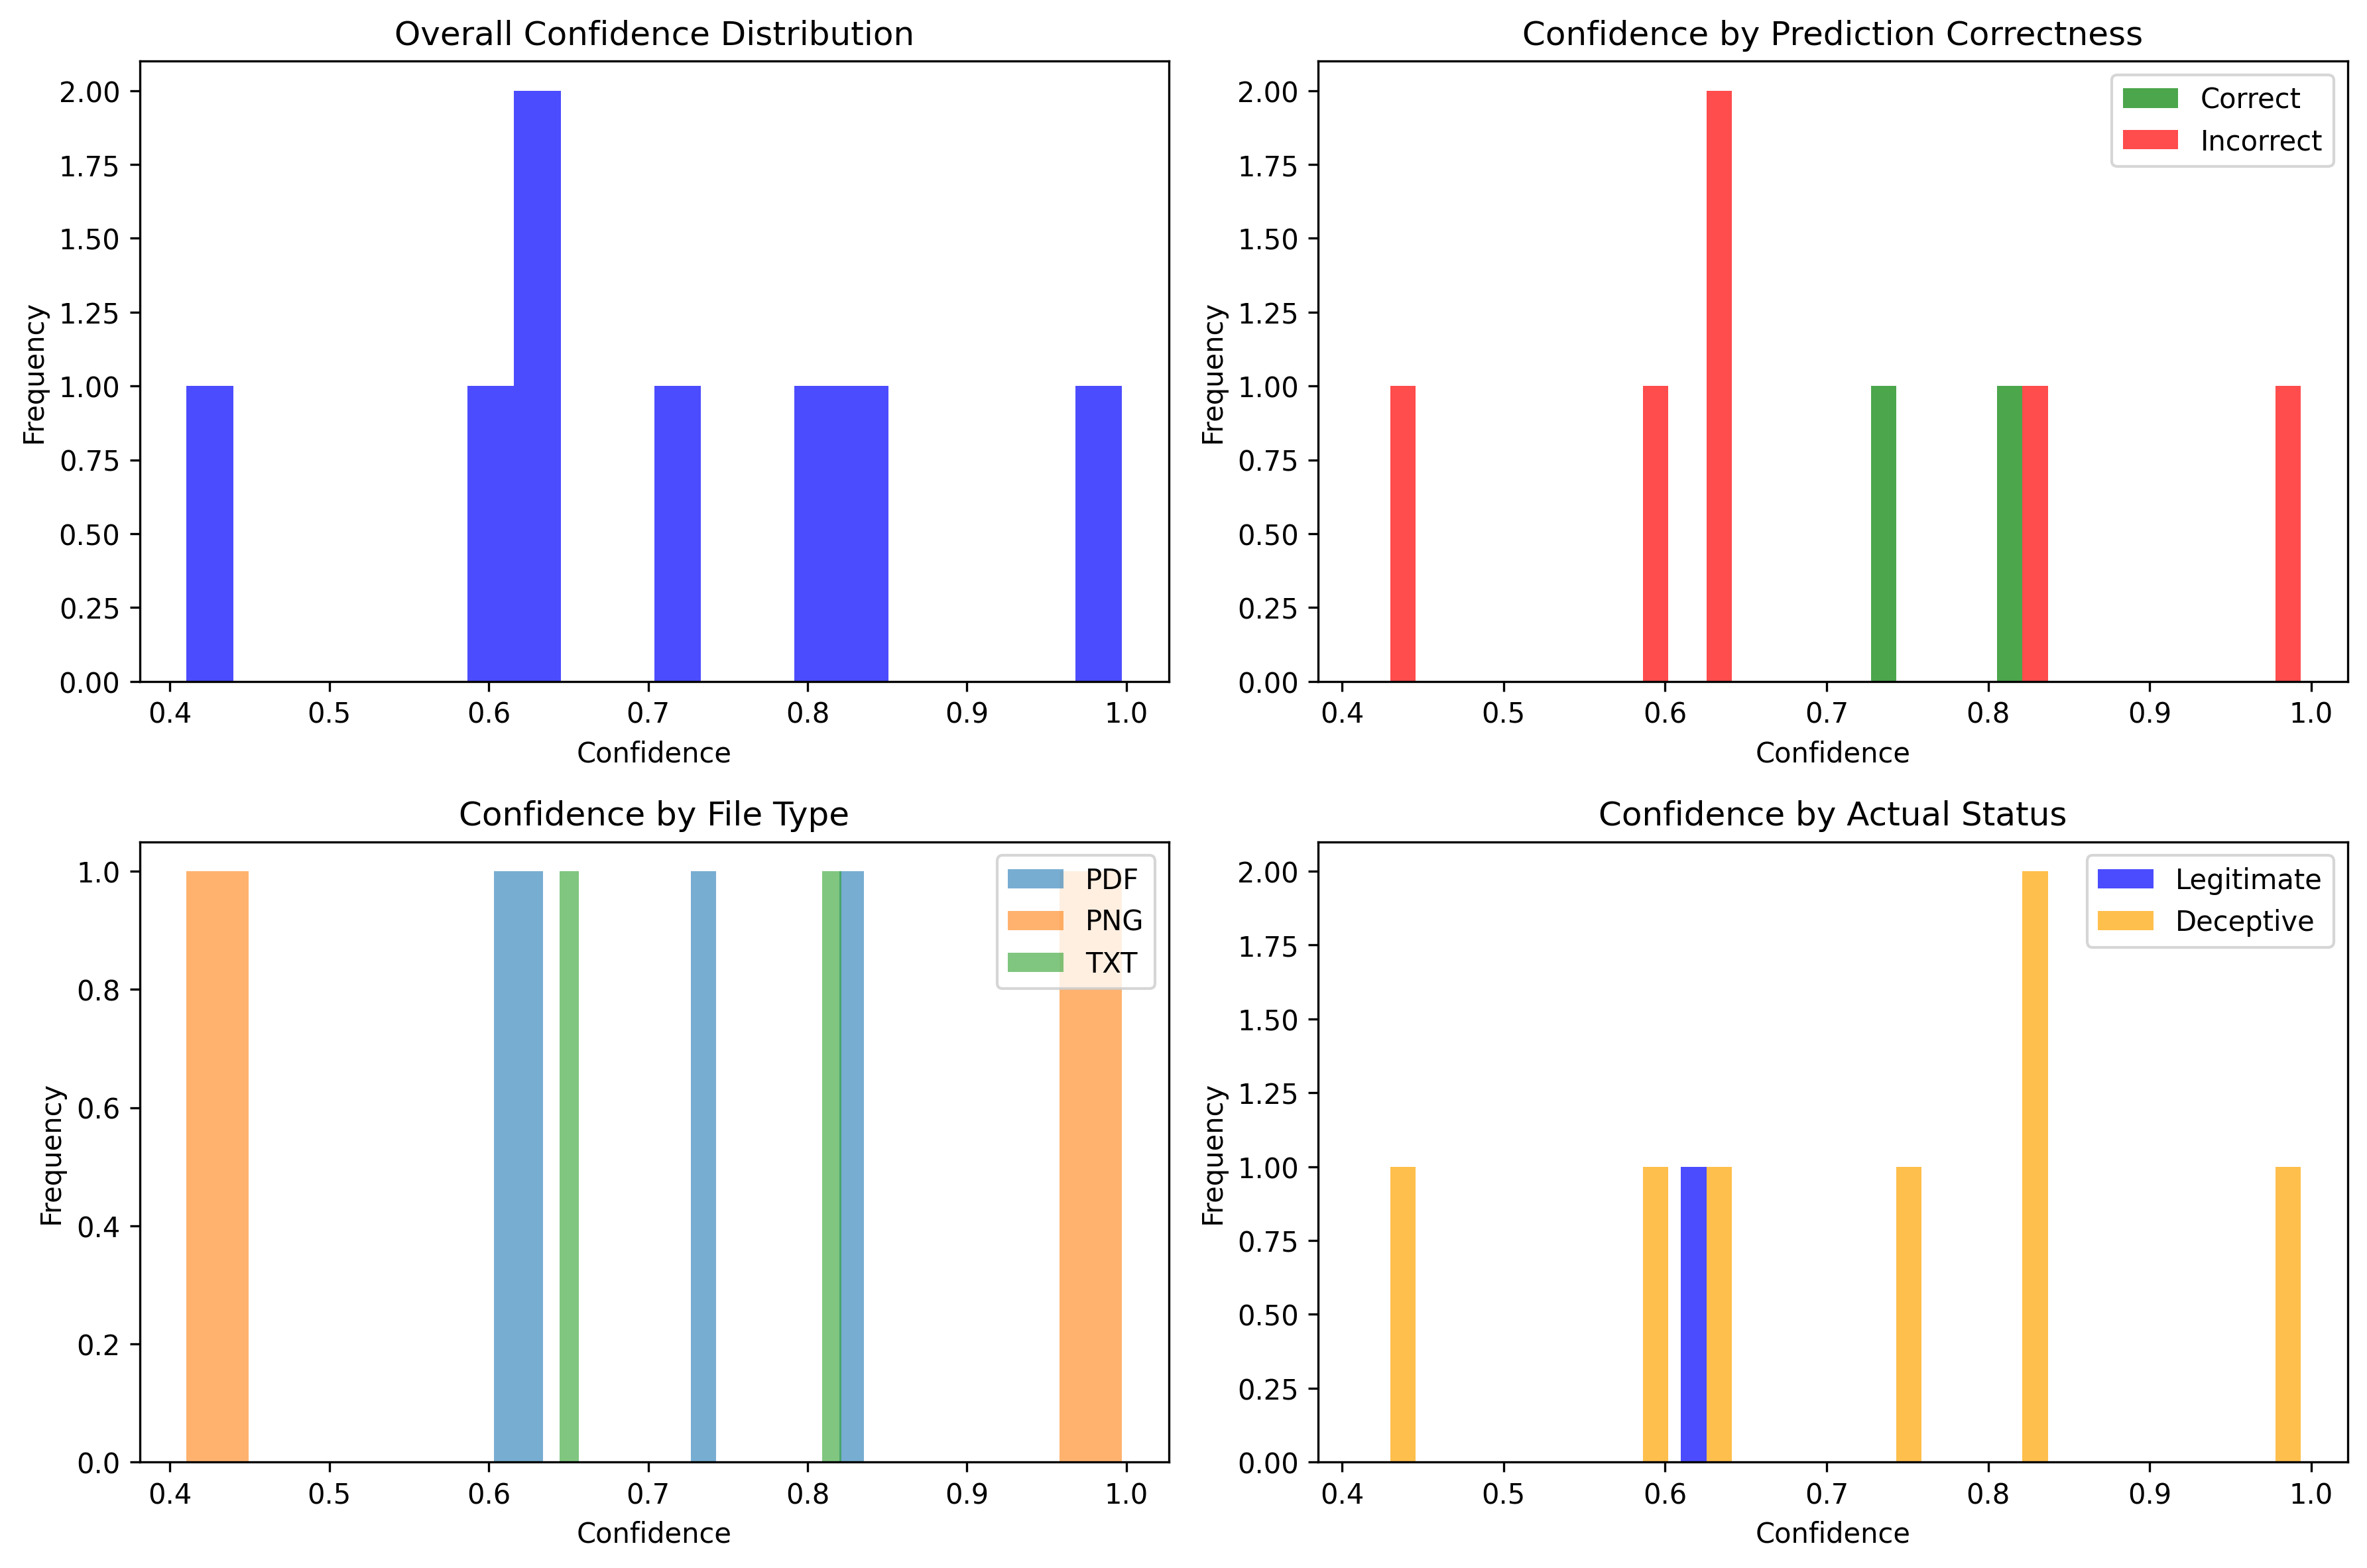 Overall Confidence Distribution
Frequency
2.00
1.75
1.50
1.25
1.00
0.75
0.50
0.25
0.00
0.4 0.5 0.6 0.7 0.8 0.9 1.0
Confidence
Confidence by Prediction Correctness
Frequency
2.00
1.75
1.50
1.25
1.00
0.75
0.50
0.25
0.00
Correct
Incorrect
0.4 0.5 0.6 0.7 0.8 0.9 1.0
Confidence
Confidence by File Type
Frequency
1.0
0.8
0.6
0.4
0.2
0.0
PDF
PNG
TXT
0.4 0.5 0.6 0.7 0.8 0.9 1.0
Confidence
Confidence by Actual Status
Frequency
2.00
1.75
1.50
1.25
1.00
0.75
0.50
0.25
0.00
Legitimate
Deceptive
0.4 0.5 0.6 0.7 0.8 0.9 1.0
Confidence